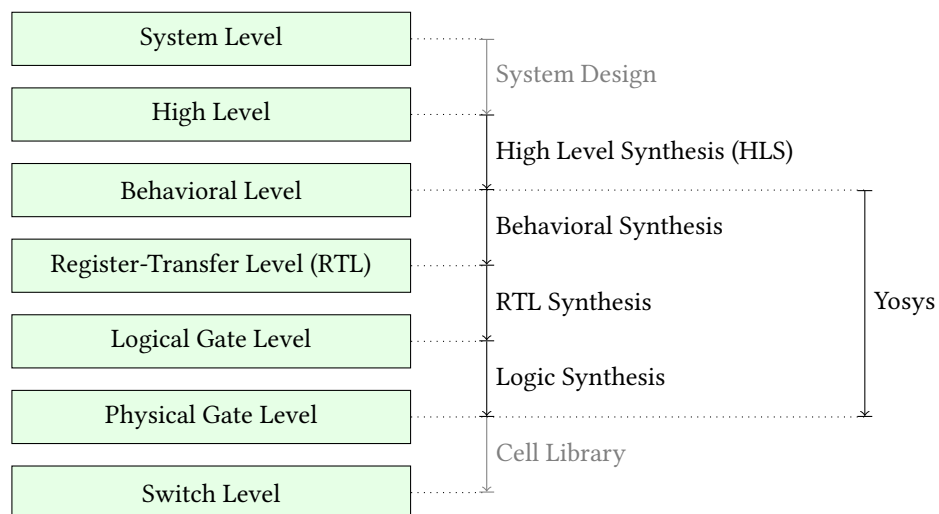 System Level
System Design
High Level
High Level Synthesis (HLS)
Behavioral Level
Behavioral Synthesis
Register-Transfer Level (RTL)
RTL Synthesis
Yosys
Logical Gate Level
Logic Synthesis
Physical Gate Level
Cell Library
Switch Level